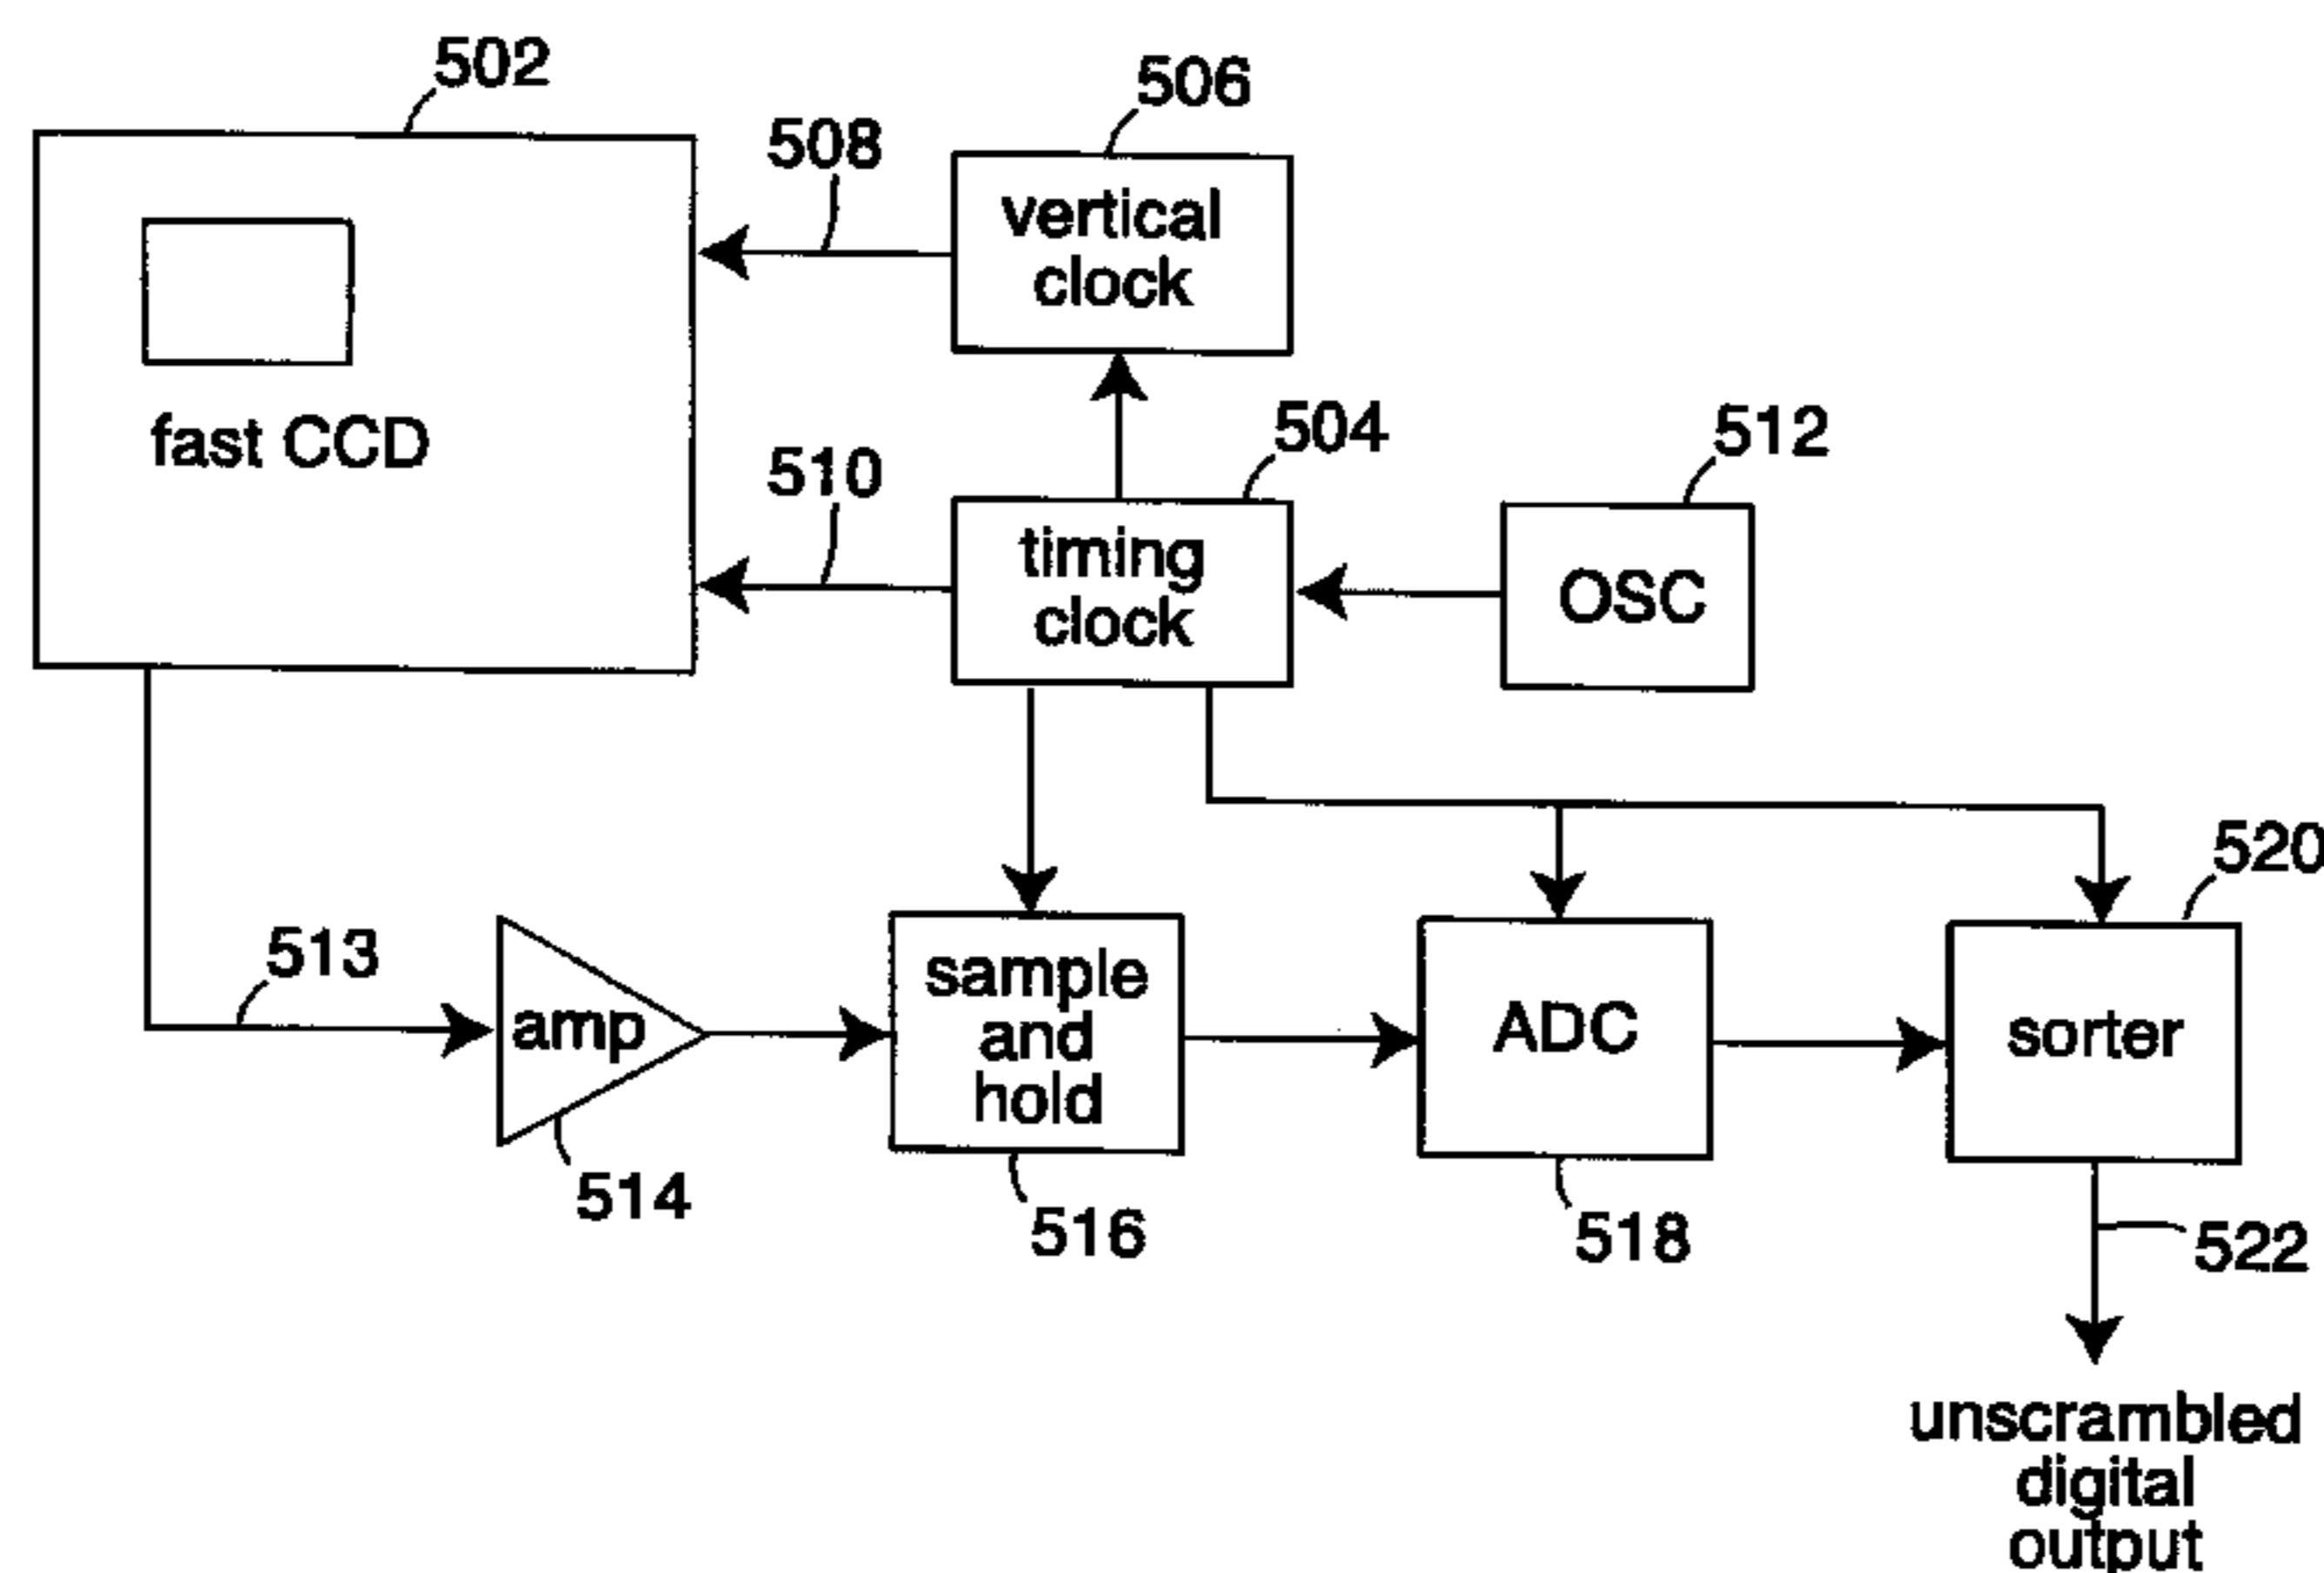 502
506
508
vertical
clock
504
512
fast CCD
510
timing
clock
OSC
520
513
amp
sample
and
hold
ADC
sorter
514
516
518
522
unscrambled
digital
output